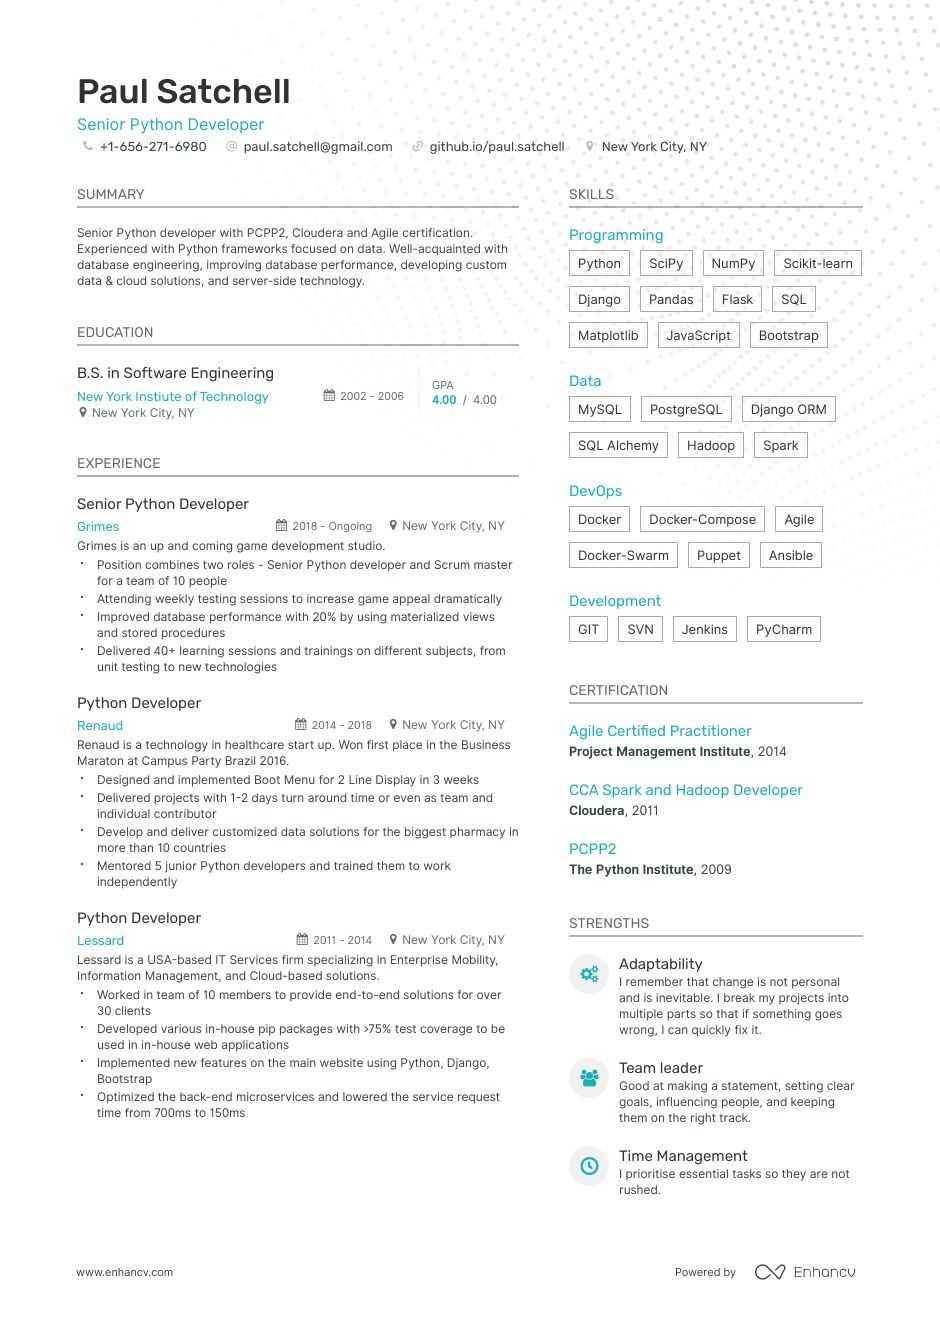 Paul Satchell
Senior Python Developer
+1-656-271-6980 paul.satchell@gmail.com github.io/paul.satchell New York City, NY
SUMMARY
Senior Python developer with PCPP2, Cloudera and Agile certification.
Experienced with Python frameworks focused on data. Well-acquainted with
database engineering, improving database performance, developing custom
data & cloud solutions, and server-side technology.
EDUCATION
B.S. in Software Engineering
New York Instiute of Technology
2002 - 2006
New York City, NY
GPA
4.00 / 4.00
EXPERIENCE
Senior Python Developer
Grimes 2018 - Ongoing New York City, NY
Grimes is an up and coming game development studio.
· Position combines two roles - Senior Python developer and Scrum master
for a team of 10 people
· Attending weekly testing sessions to increase game appeal dramatically
· Improved database performance with 20% by using materialized views
and stored procedures
· Delivered 40+ learning sessions and trainings on different subjects, from
unit testing to new technologies
Python Developer
Renaud 2014 - 2018 New York City, NY
Renaud is a technology in healthcare start up. Won first place in the Business
Maraton at Campus Party Brazil 2016.
· Designed and implemented Boot Menu for 2 Line Display in 3 weeks
· Delivered projects with 1-2 days turn around time or even as team and
individual contributor
· Develop and deliver customized data solutions for the biggest pharmacy in
more than 10 countries
· Mentored 5 junior Python developers and trained them to work
independently
Python Developer
Lessard 2011 - 2014 New York City, NY
Lessard is a USA-based IT Services firm specializing in Enterprise Mobility,
Information Management, and Cloud-based solutions.
· Worked in team of 10 members to provide end-to-end solutions for over
30 clients
· Developed various in-house pip packages with >75% test coverage to be
used in in-house web applications
· Implemented new features on the main website using Python, Django,
Bootstrap
· Optimized the back-end microservices and lowered the service request
time from 700ms to 150ms
SKILLS
Programming
Python SciPy NumPy Scikit-learn
Django Pandas Flask SQL
Matplotlib JavaScript Bootstrap
Data
MySQL PostgreSQL Django ORM
SQL Alchemy Hadoop Spark
DevOps
Docker Docker-Compose Agile
Docker-Swarm Puppet Ansible
Development
GIT SVN Jenkins PyCharm
CERTIFICATION
Agile Certified Practitioner
Project Management Institute, 2014
CCA Spark and Hadoop Developer
Cloudera, 2011
PCPP2
The Python Institute, 2009
STRENGTHS
Adaptability
I remember that change is not personal
and is inevitable. I break my projects into
multiple parts so that if something goes
wrong, I can quickly fix it.
Team leader
Good at making a statement, setting clear
goals, influencing people, and keeping
them on the right track.
Time Management
I prioritise essential tasks so they are not
rushed.
www.enhancv.com
Powered by Enhancv